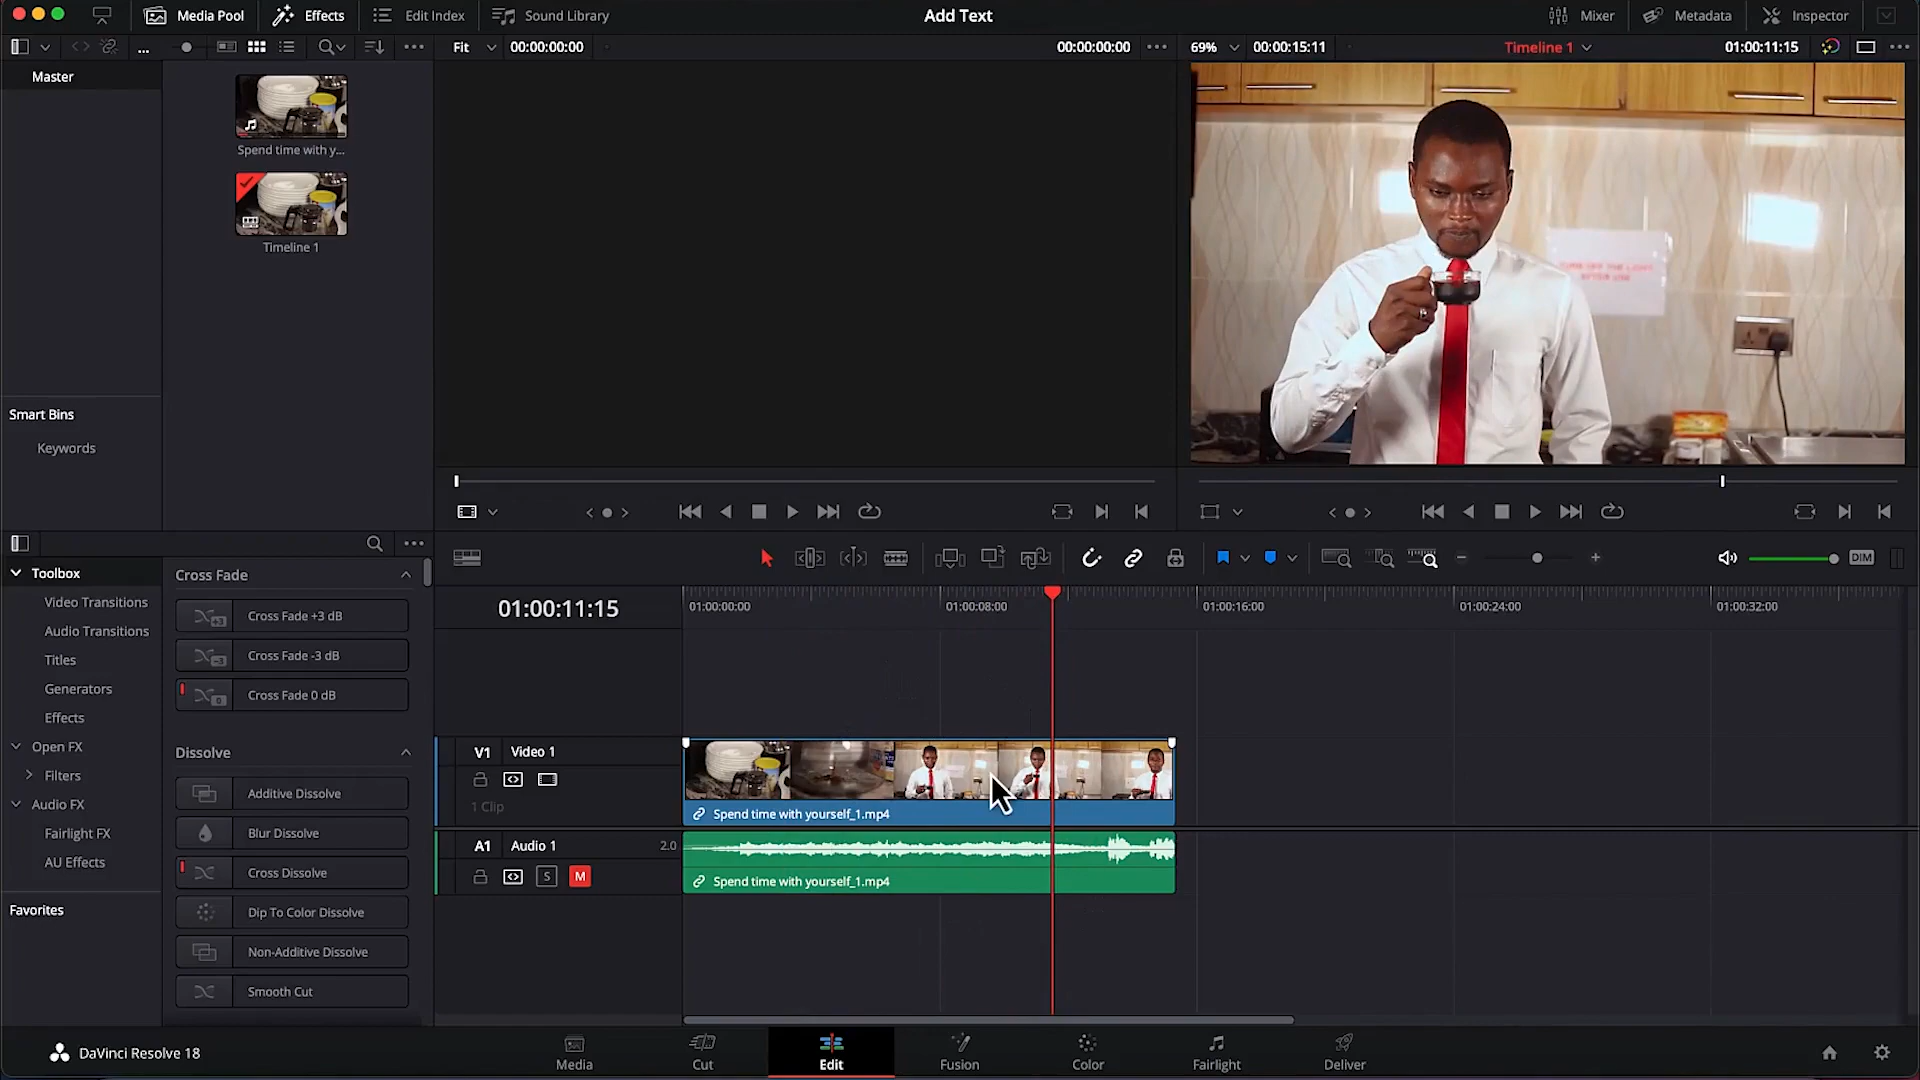 Media Pool Effects Edit Index Sound Library Add Text Mixer Metadata Inspector
... Fit 00:00:00:00 00:00:00:00 69% 00:00:15:11 Timeline 1 01:00:11:15
Master
Spend time with y...
Timeline 1
Smart Bins
Keywords
Toolbox
Video Transitions
Audio Transitions
Titles
Generators
Effects
Open FX
Filters
Audio FX
Fairlight FX
AU Effects
Favorites
Cross Fade
Cross Fade +3 dB
Cross Fade -3 dB
Cross Fade 0 dB
Dissolve
Additive Dissolve
Blur Dissolve
Cross Dissolve
Dip To Color Dissolve
Non-Additive Dissolve
Smooth Cut
DIM
01:00:11:15 01:00:00:00 01:00:08:00 01:00:16:00 01:00:24:00 01:00:32:00
V1 Video 1
1 Clip
Spend time with yourself_1.mp4
A1 Audio 1 2.0
S M
Spend time with yourself_1.mp4
DaVinci Resolve 18 Media Cut Edit Fusion Color Fairlight Deliver